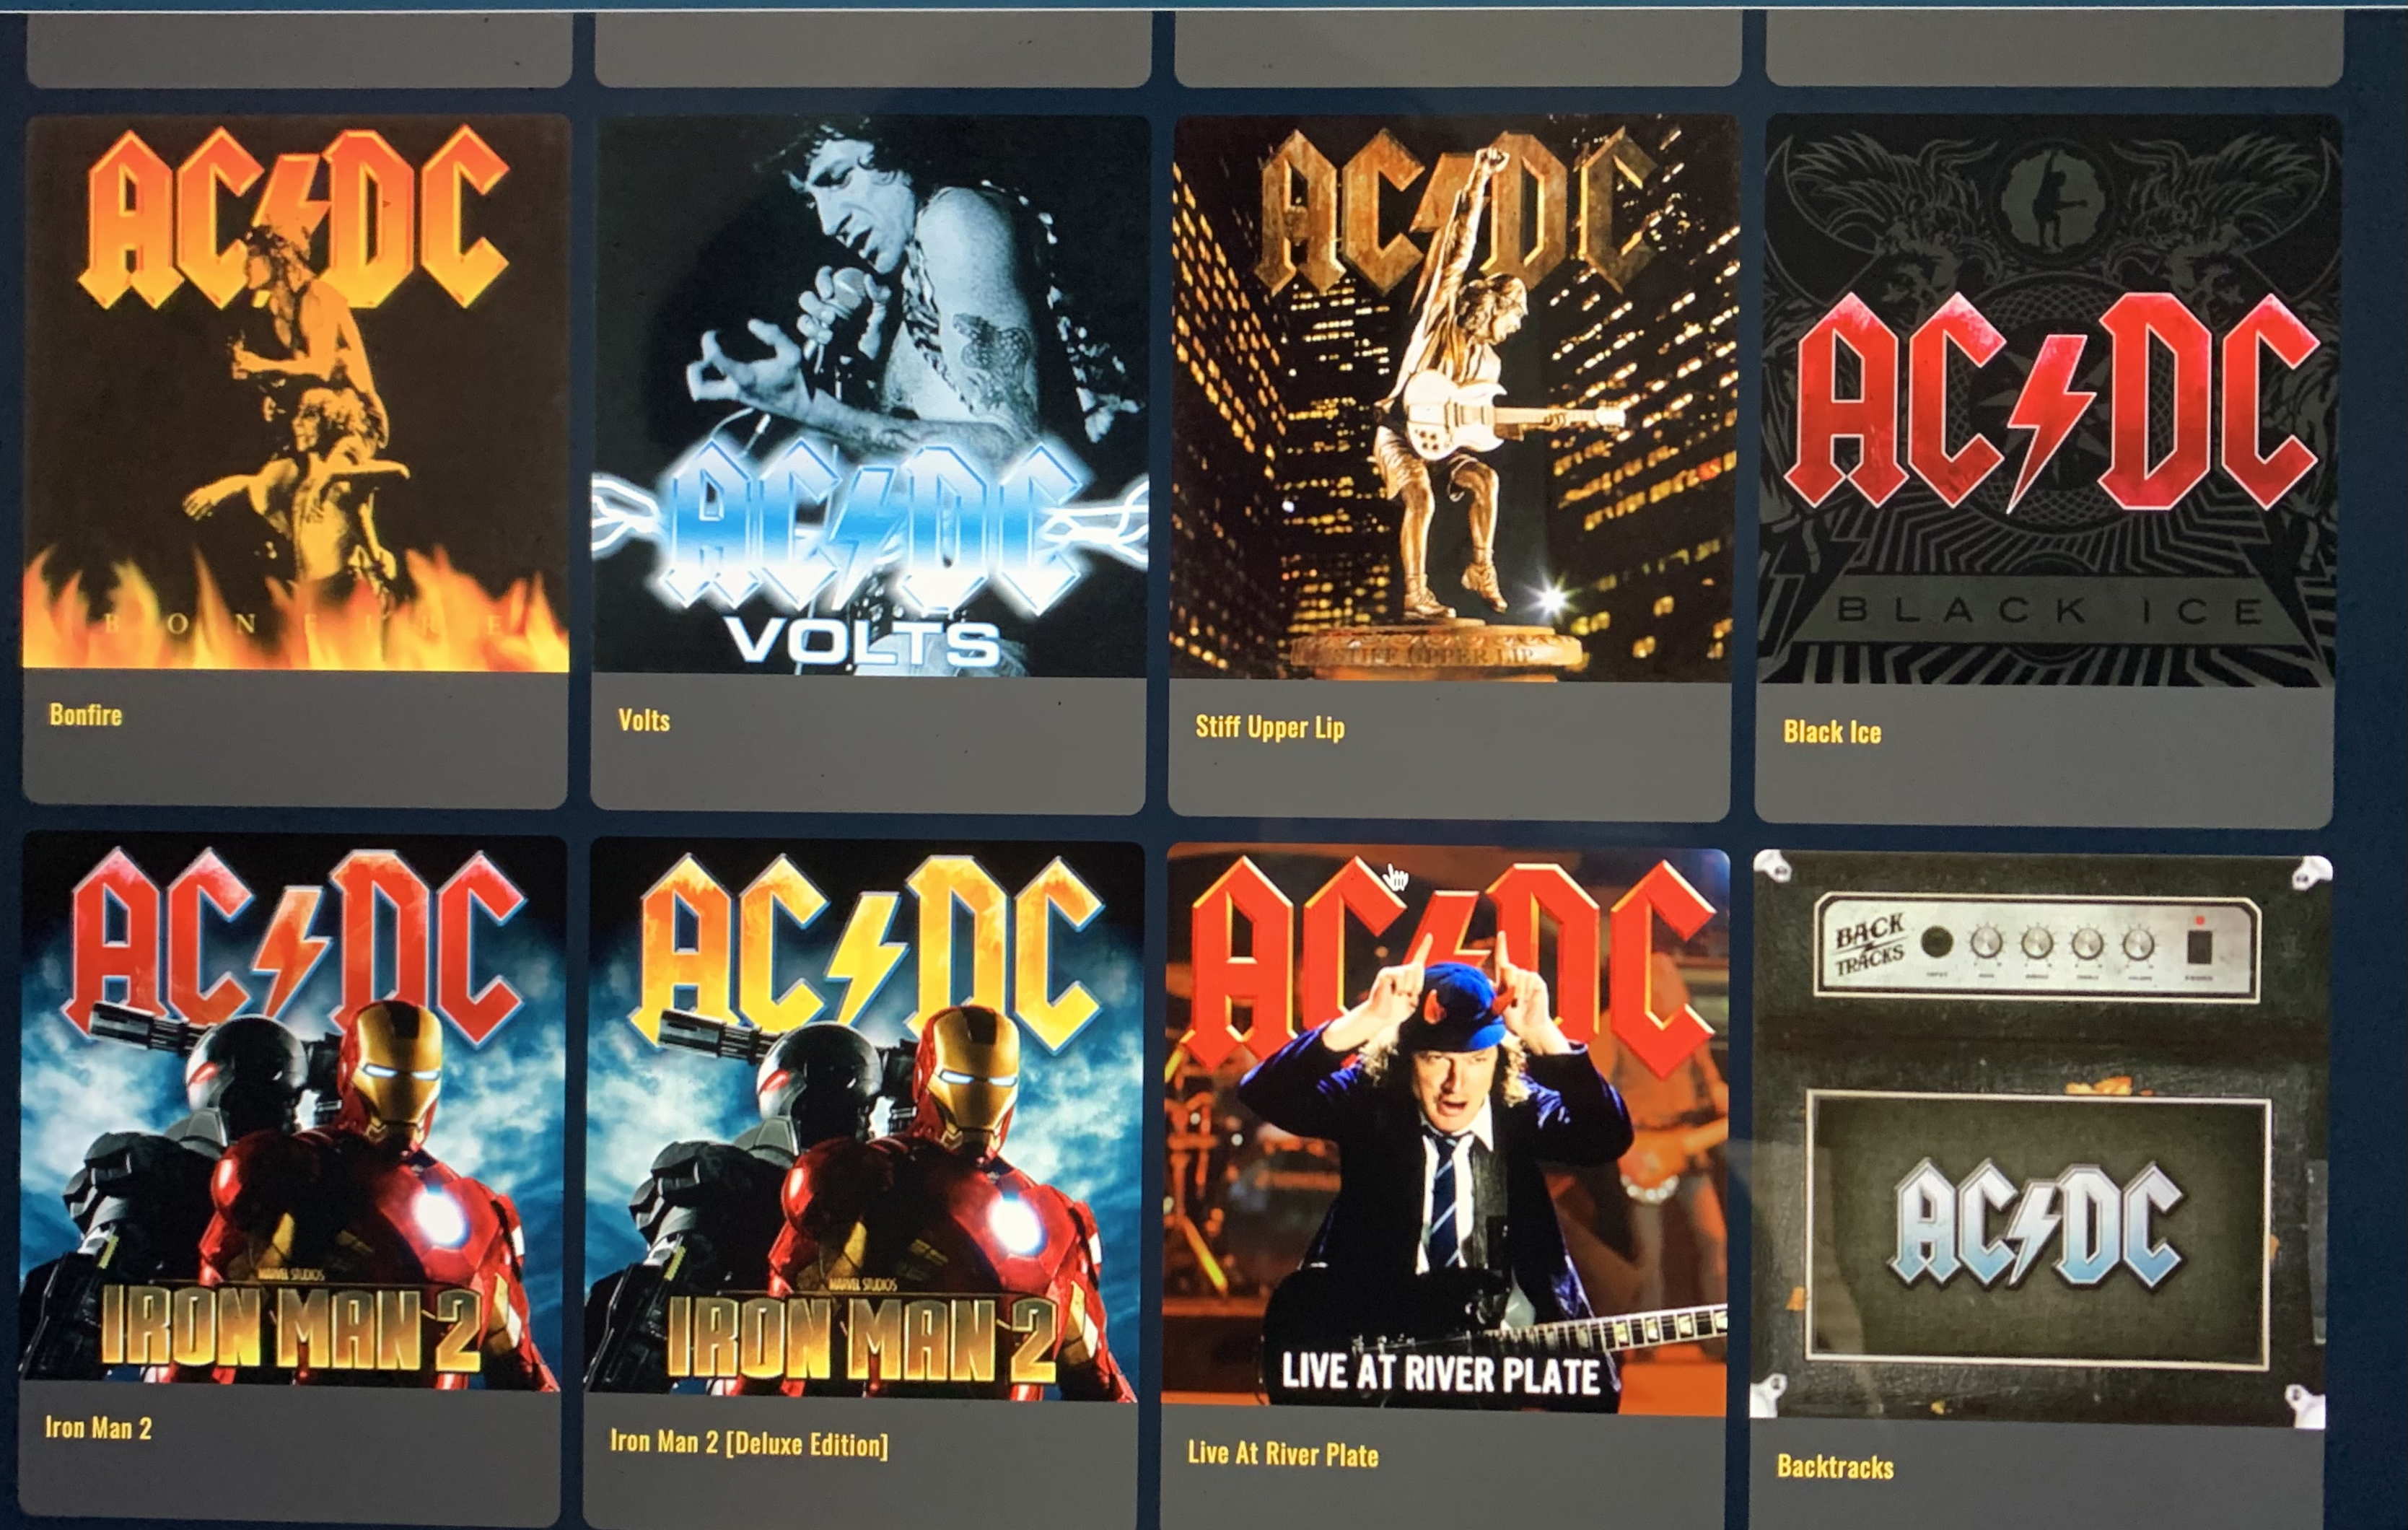 AC⚡DC
BONFIRE
Bonfire
AC⚡DC
VOLTS
Volts
AC⚡DC
STIFF UPPER LIP
Stiff Upper Lip
AC⚡DC
BLACK ICE
Black Ice
AC⚡DC
MARVEL STUDIOS
IRON MAN 2
Iron Man 2
AC⚡DC
MARVEL STUDIOS
IRON MAN 2
Iron Man 2 [Deluxe Edition]
AC⚡DC
LIVE AT RIVER PLATE
Live At River Plate
BACK
TRACKS
AC⚡DC
Backtracks